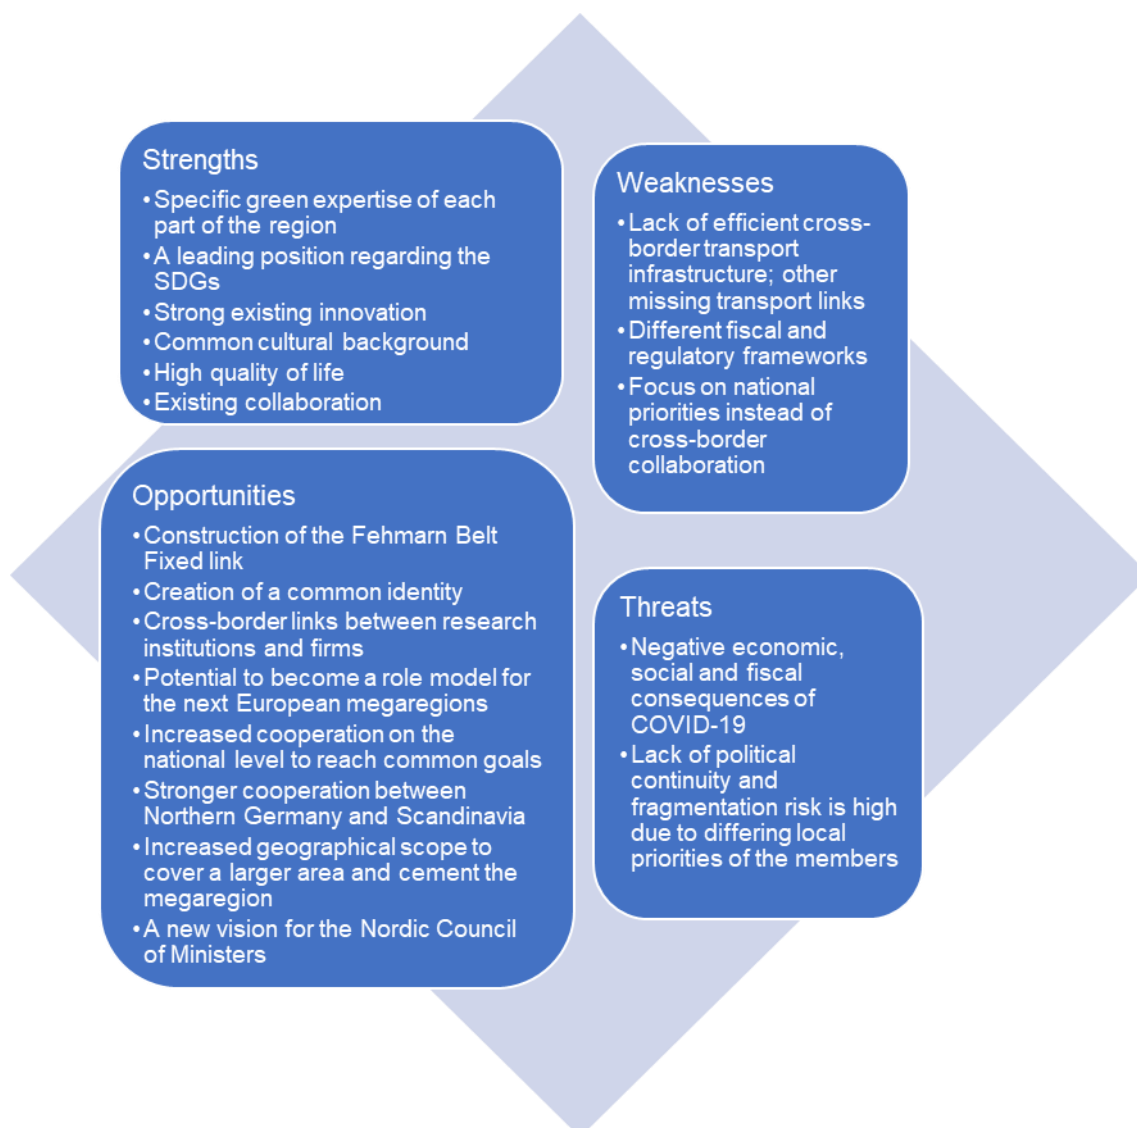 Strengths
•Specific green expertise of each
part of the region
•A leading position regarding the
SDGs
•Strong existing innovation
•Common cultural background
•High quality of life
•Existing collaboration
Weaknesses
•Lack of efficient cross-
border transport
infrastructure; other
missing transport links
•Different fiscal and
regulatory frameworks
•Focus on national
priorities instead of
cross-border
collaboration
Opportunities
•Construction of the Fehmarn Belt
Fixed link
•Creation of a common identity
•Cross-border links between research
institutions and firms
•Potential to become a role model for
the next European megaregions
•Increased cooperation on the
national level to reach common goals
•Stronger cooperation between
Northern Germany and Scandinavia
•Increased geographical scope to
cover a larger area and cement the
megaregion
•A new vision for the Nordic Council
of Ministers
Threats
•Negative economic,
social and fiscal
consequences of
COVID-19
•Lack of political
continuity and
fragmentation risk is high
due to differing local
priorities of the members